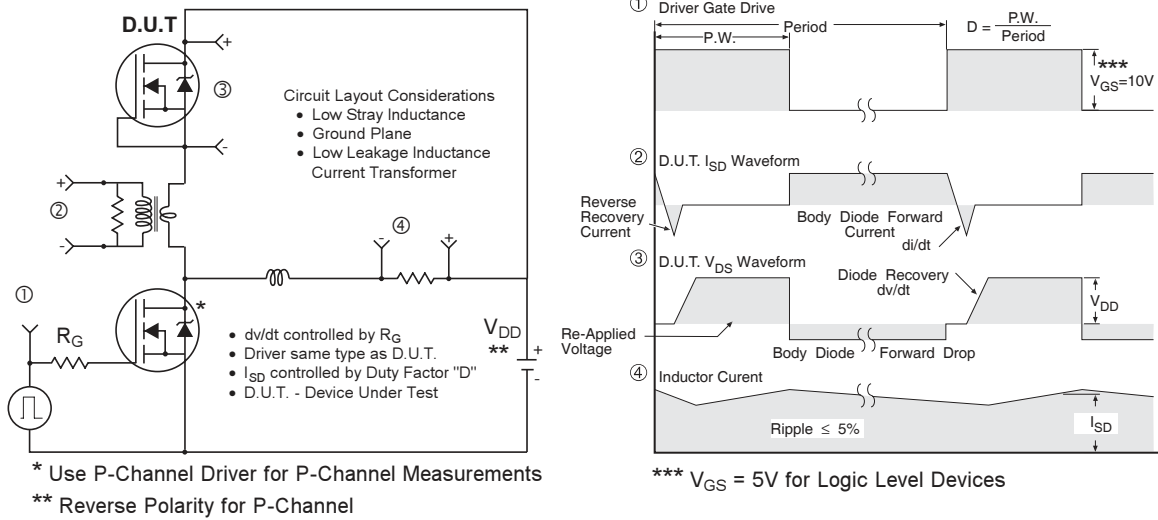 D.U.T
+
③
-
Circuit Layout Considerations
• Low Stray Inductance
• Ground Plane
• Low Leakage Inductance
Current Transformer
+
②
-
④
- +
①
R_G
*
• dv/dt controlled by R_G
• Driver same type as D.U.T.
• I_SD controlled by Duty Factor "D"
• D.U.T. - Device Under Test
V_DD
**
+
-
* Use P-Channel Driver for P-Channel Measurements
** Reverse Polarity for P-Channel
① Driver Gate Drive
P.W.
Period
D = P.W. / Period
***
V_GS=10V
② D.U.T. I_SD Waveform
Reverse
Recovery
Current
Body Diode Forward
Current
di/dt
③ D.U.T. V_DS Waveform
Diode Recovery
dv/dt
V_DD
Re-Applied
Voltage
Body Diode Forward Drop
④ Inductor Curent
Ripple ≤ 5%
I_SD
*** V_GS = 5V for Logic Level Devices